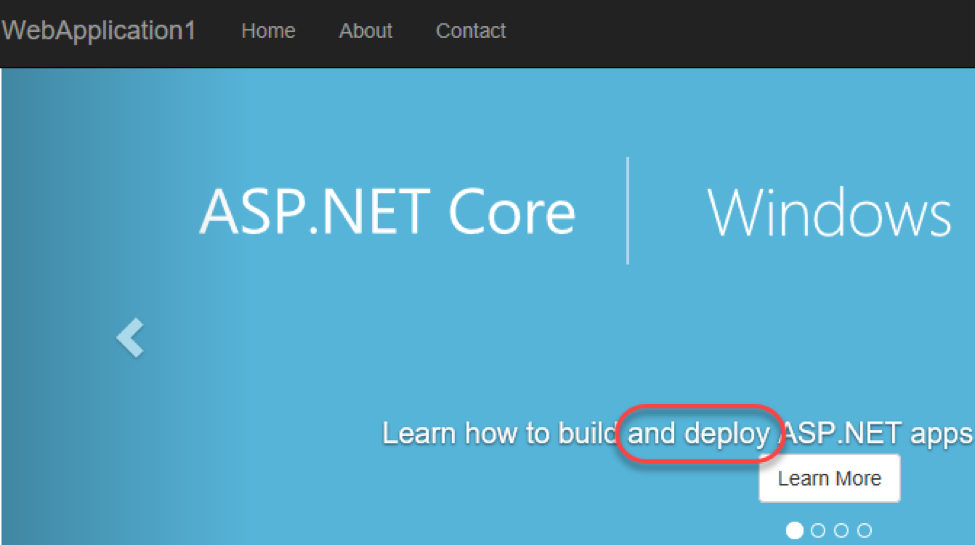 WebApplication1 Home About Contact
ASP.NET Core Windows
Learn how to build and deploy ASP.NET apps
Learn More